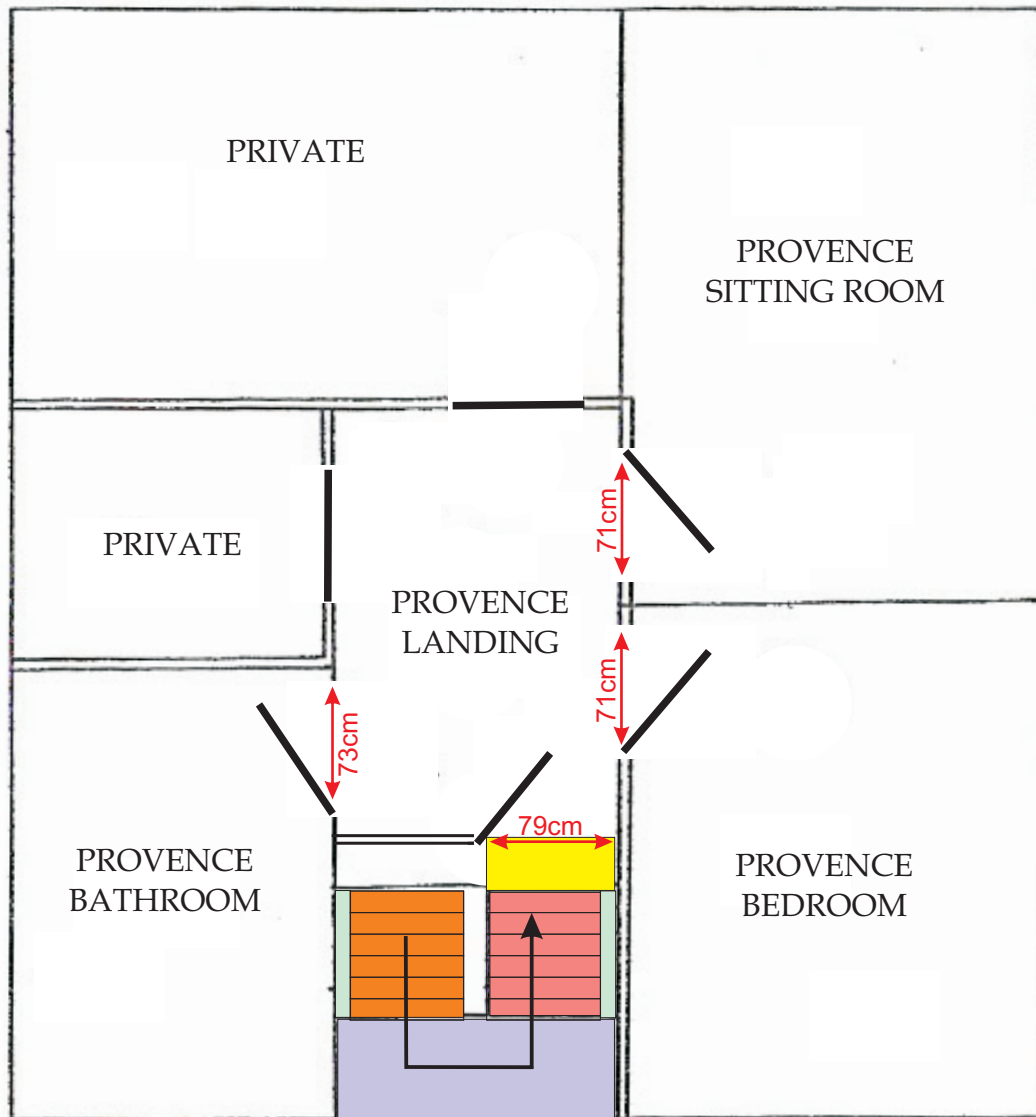 PRIVATE
PROVENCE
SITTING ROOM
71cm
PRIVATE
PROVENCE
LANDING
71cm
73cm
79cm
PROVENCE
BATHROOM
PROVENCE
BEDROOM